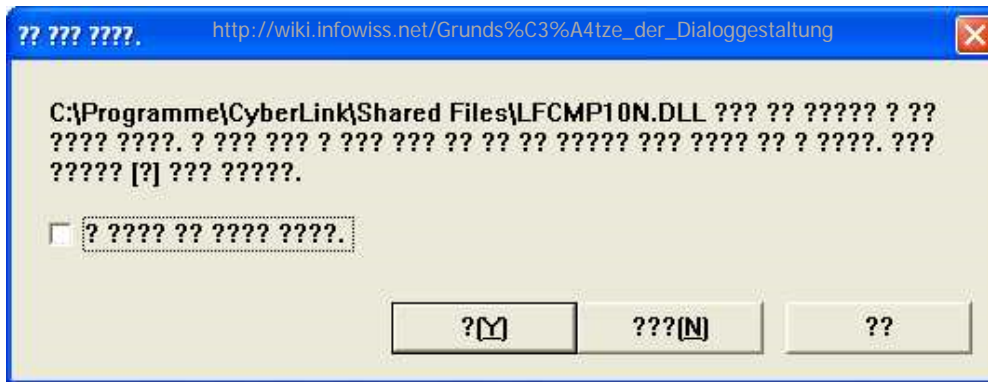 ?? ??? ????.
http://wiki.infowiss.net/Grunds%C3%A4tze_der_Dialoggestaltung
C:\Programme\CyberLink\Shared Files\LFCMP10N.DLL ??? ?? ????? ? ??
???? ????. ? ??? ??? ? ??? ??? ?? ?? ?? ????? ??? ???? ?? ? ????. ???
????? [?] ??? ?????.
? ???? ?? ???? ????.
?(Y)
???(N)
??